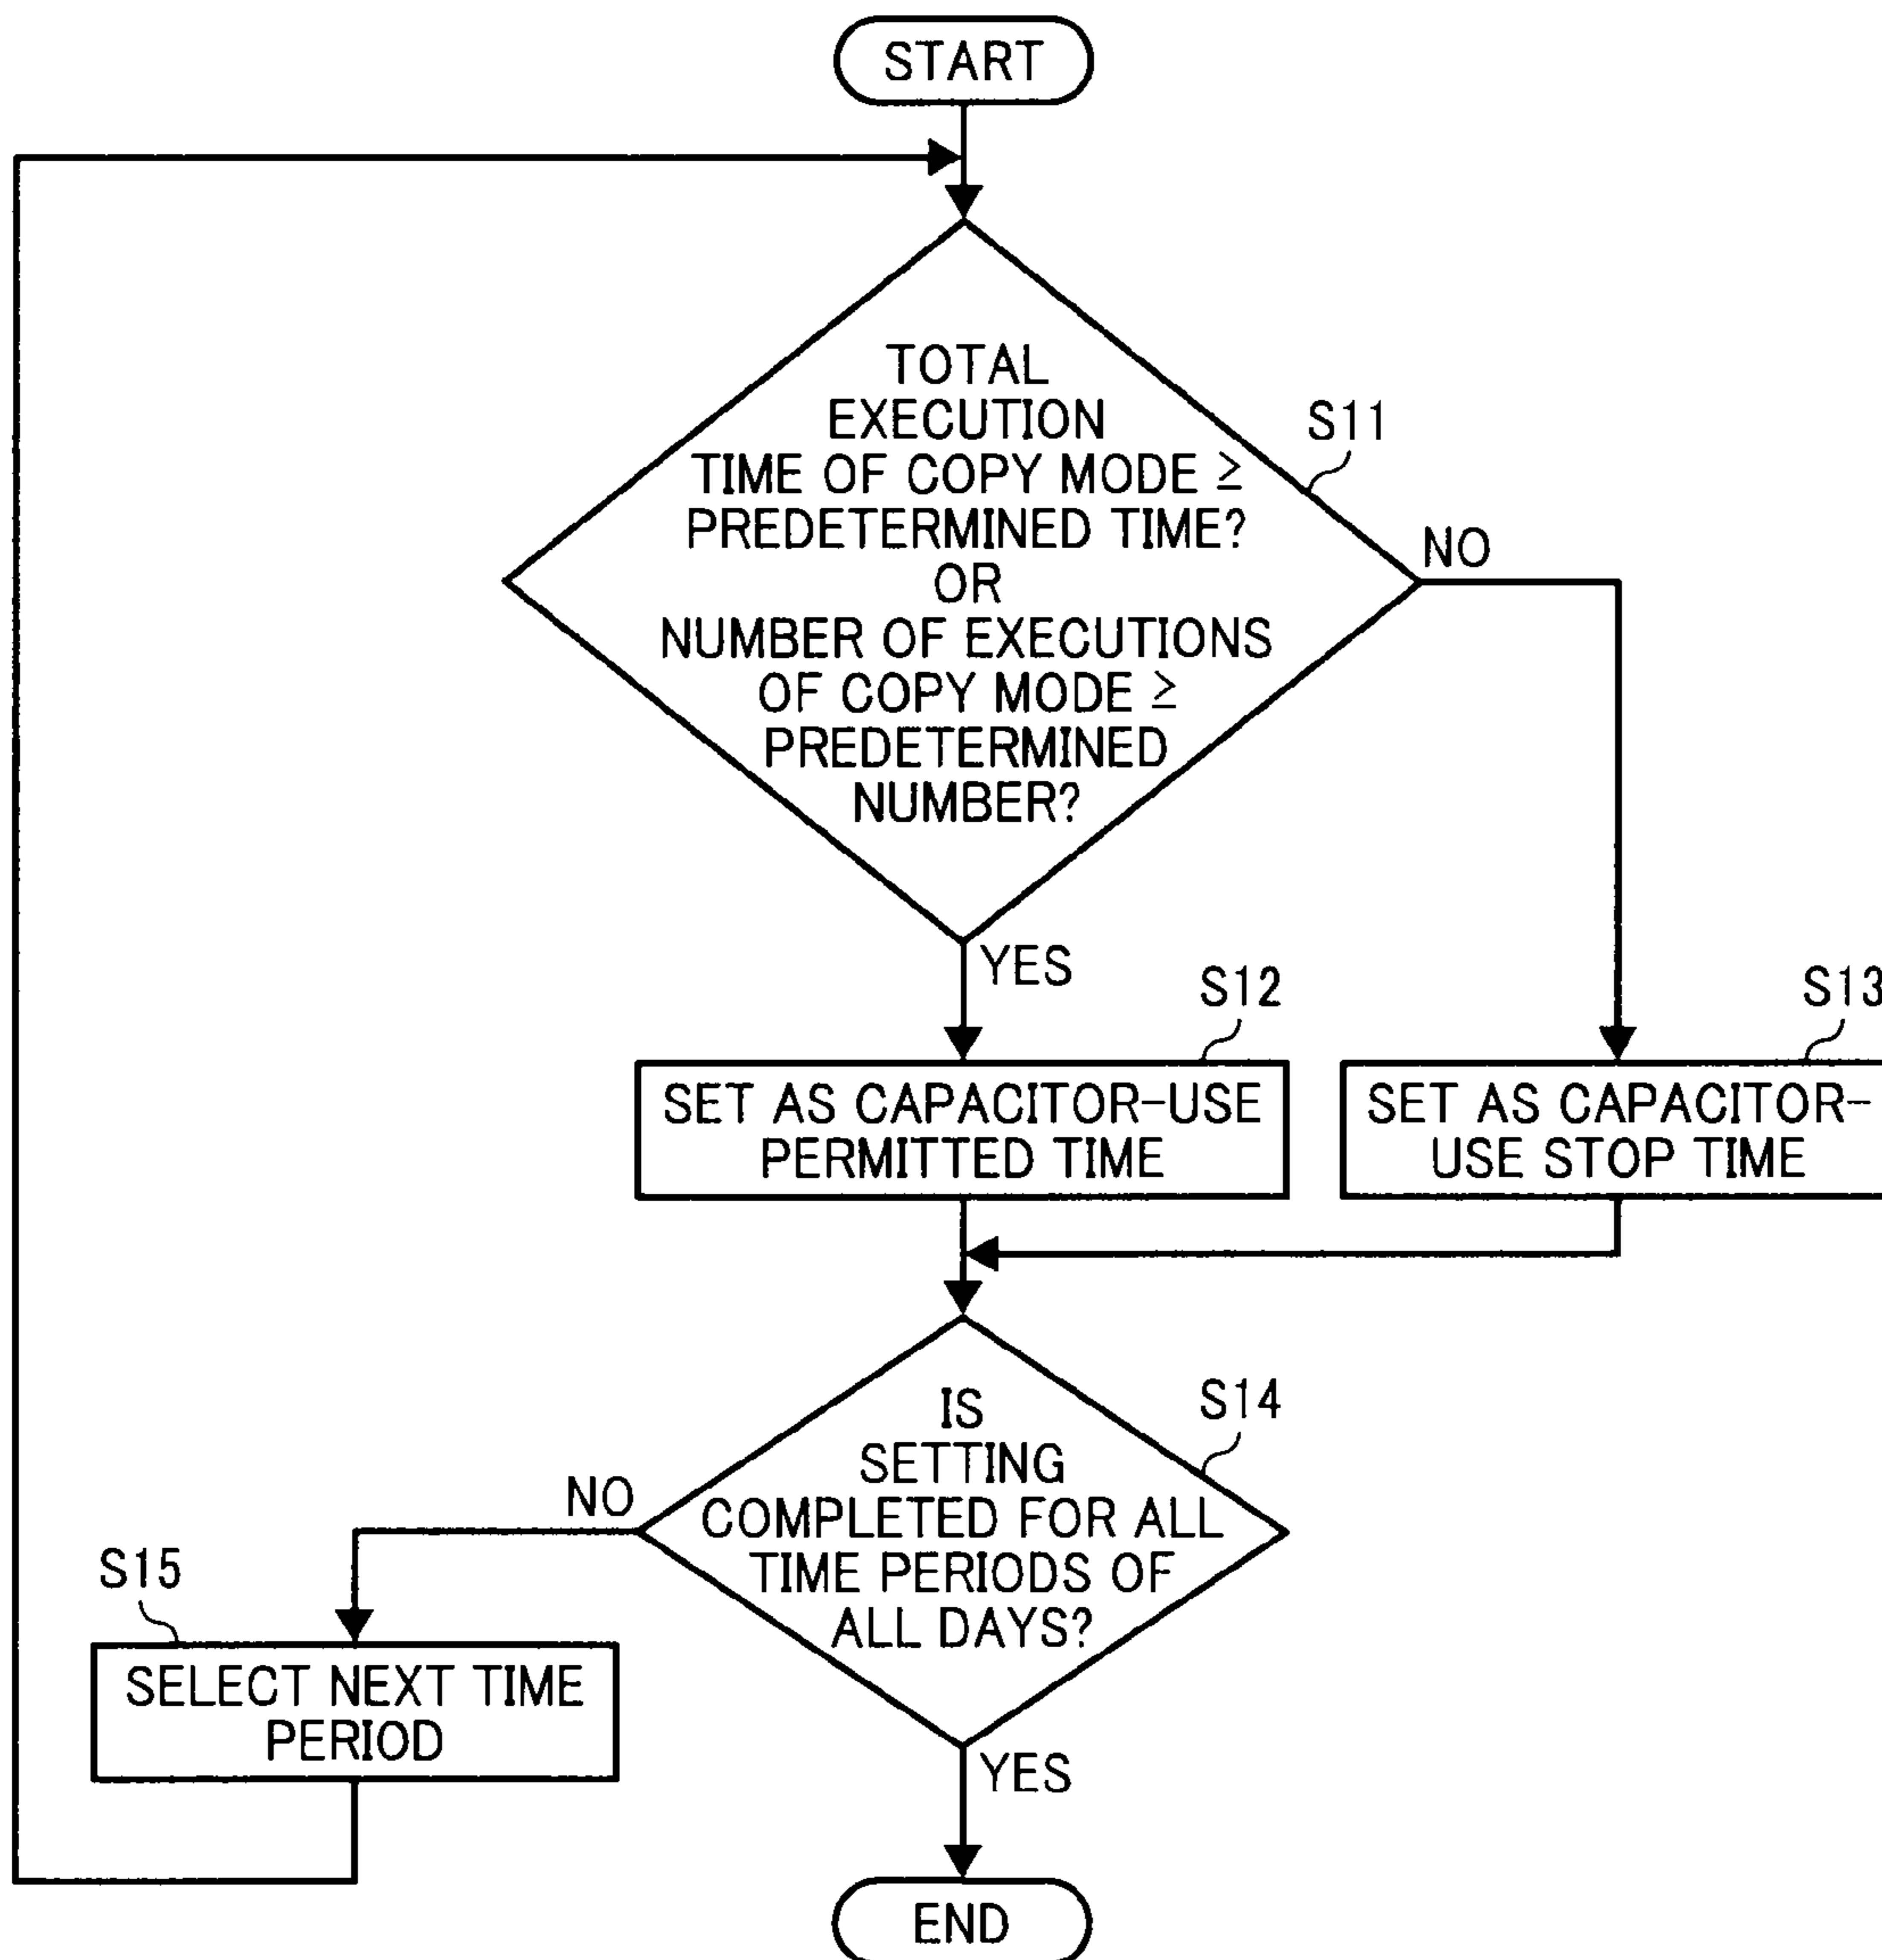 START
TOTAL
EXECUTION
TIME OF COPY MODE ≥
PREDETERMINED TIME?
OR
NUMBER OF EXECUTIONS
OF COPY MODE ≥
PREDETERMINED
NUMBER?
S11
NO
YES
S12
SET AS CAPACITOR-USE
PERMITTED TIME
S13
SET AS CAPACITOR-
USE STOP TIME
IS
SETTING
COMPLETED FOR ALL
TIME PERIODS OF
ALL DAYS?
S14
NO
S15
SELECT NEXT TIME
PERIOD
YES
END